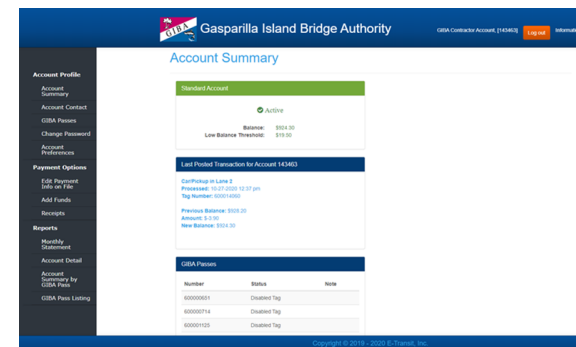 GIBA
Gasparilla Island Bridge Authority
GIBA Contractor Account, [143463]
Log out
Informati
Account Summary
Account Profile
Account
Summary
Account Contact
GIBA Passes
Change Password
Account
Preferences
Payment Options
Edit Payment
Info on File
Add Funds
Receipts
Reports
Monthly
Statement
Account Detail
Account
Summary by
GIBA Pass
GIBA Pass Listing
Standard Account
Active
Balance: $924.30
Low Balance Threshold: $19.50
Last Posted Transaction for Account 143463
Car/Pickup in Lane 2
Processed: 10-27-2020 12:37 pm
Tag Number: 600014060
Previous Balance: $928.20
Amount: $-3.90
New Balance: $924.30
GIBA Passes
Number Status Note
600000651 Disabled Tag
600000714 Disabled Tag
600001125 Disabled Tag
Copyright © 2019 - 2020 E-Transit, Inc.